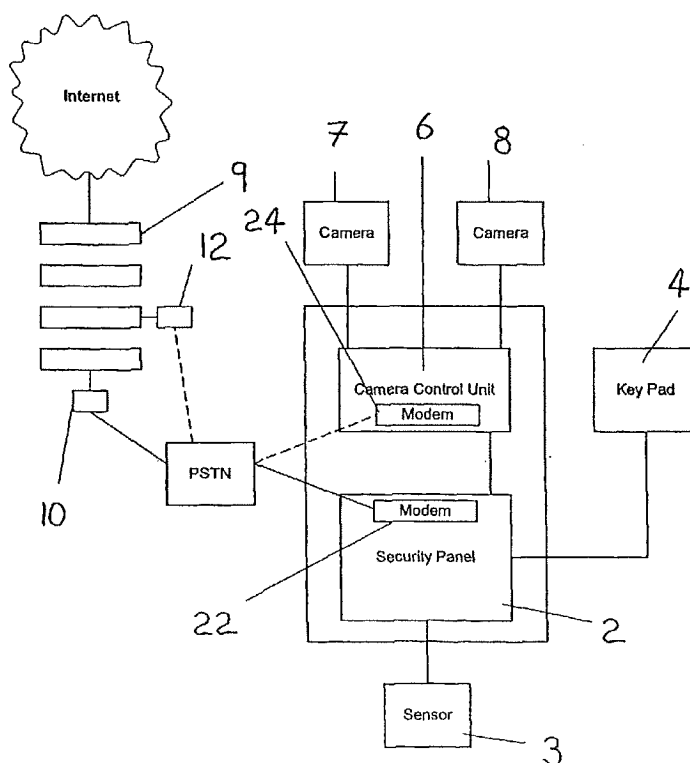 Internet
7
6
8
9
24
Camera
Camera
12
4
Camera Control Unit
Modem
Key Pad
10
PSTN
Modem
Security Panel
22
2
Sensor
3